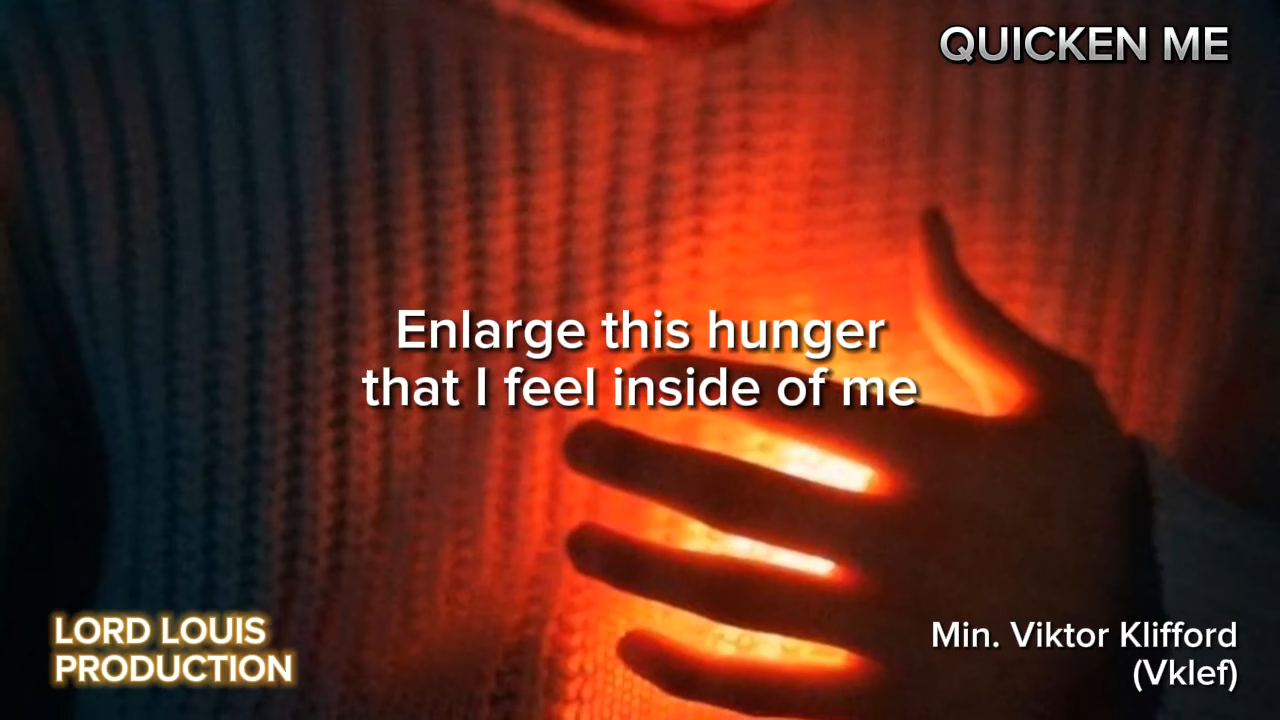 QUICKEN ME
Enlarge this hunger
that I feel inside of me
LORD LOUIS
PRODUCTION
Min. Viktor Klifford
(Vklef)